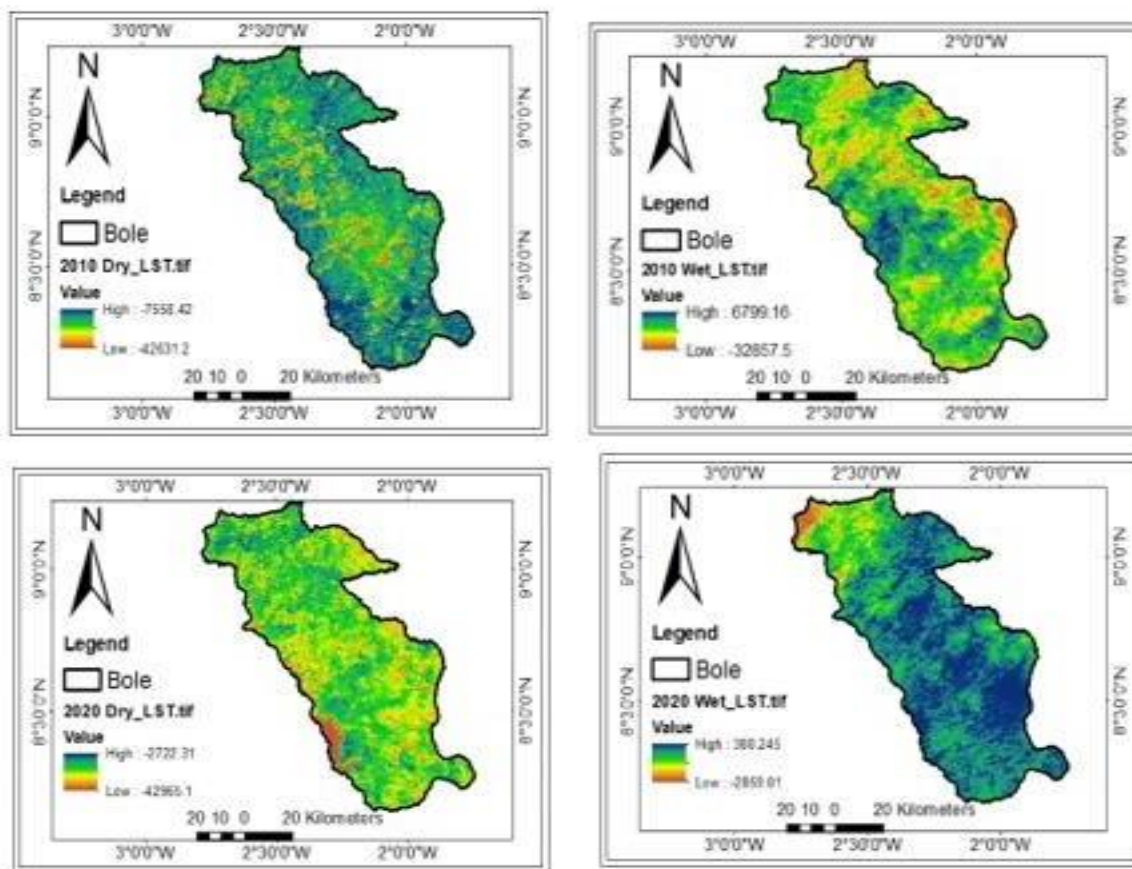 3°0'0"W 2°30'0"W 2°0'0"W
N
9°0'0"N 9°0'0"N
Legend
Bole
2010 Dry_LST.tif
8°30'0"N 8°30'0"N
Value
High : -7558.42
Low : -42631.2
20 10 0 20 Kilometers
3°0'0"W 2°30'0"W 2°0'0"W
3°0'0"W 2°30'0"W 2°0'0"W
N
9°0'0"N 9°0'0"N
Legend
Bole
2010 Wet_LST.tif
8°30'0"N 8°30'0"N
Value
High : 6799.16
Low : -32857.5
20 10 0 20 Kilometers
3°0'0"W 2°30'0"W 2°0'0"W
3°0'0"W 2°30'0"W 2°0'0"W
N
9°0'0"N 9°0'0"N
Legend
Bole
2020 Dry_LST.tif
8°30'0"N 8°30'0"N
Value
High : -2722.31
Low : -42965.1
20 10 0 20 Kilometers
3°0'0"W 2°30'0"W 2°0'0"W
3°0'0"W 2°30'0"W 2°0'0"W
N
9°0'0"N 9°0'0"N
Legend
Bole
2020 Wet_LST.tif
8°30'0"N 8°30'0"N
Value
High :
Low :
20 10 0 20 Kilometers
3°0'0"W 2°30'0"W 2°0'0"W